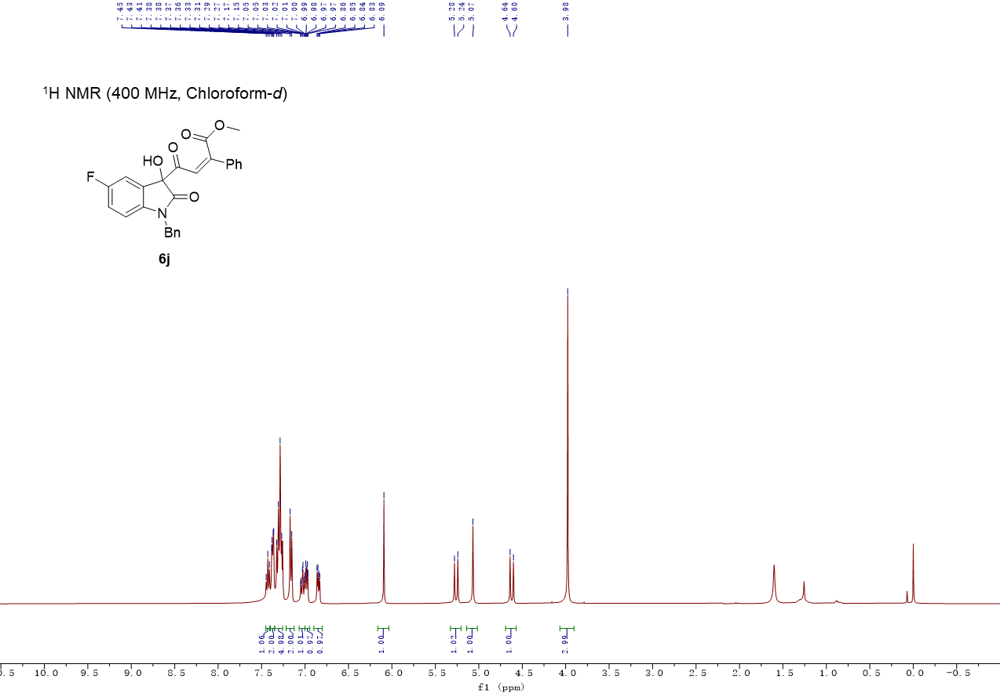 7.45 7.43 7.41 7.38 7.38 7.37 7.36 7.33 7.31 7.29 7.27 7.17 7.15 7.05 7.05 7.03 7.02 7.01 7.00 6.99 6.98 6.97 6.97 6.86 6.85 6.84 6.83 6.09 5.28 5.24 5.07 4.64 4.60 3.98
¹H NMR (400 MHz, Chloroform-d)
O
O
O
HO
Ph
F
O
N
Bn
6j
1.06 2.00 4.98 2.00 1.01 0.97 0.97 1.00 1.02 1.00 1.00 2.99
0.5 10.0 9.5 9.0 8.5 8.0 7.5 7.0 6.5 6.0 5.5 5.0 4.5 4.0 3.5 3.0 2.5 2.0 1.5 1.0 0.5 0.0 -0.5
f1 (ppm)